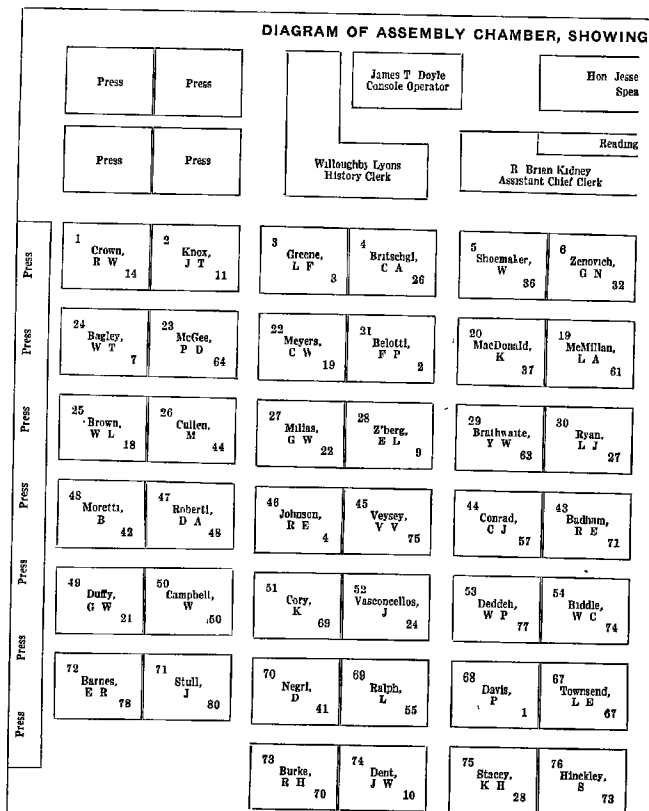 DIAGRAM OF ASSEMBLY CHAMBER, SHOWING
Press
Press
James T Doyle
Console Operator
Hon Jesse
Spea
Press
Press
Willoughby Lyons
History Clerk
Reading
R Brian Kidney
Assistant Chief Clerk
Press
Press
Press
Press
Press
Press
Press
1
Crown,
R W
14
2
Knox,
J T
11
3
Greene,
L F
3
4
Britschgi,
C A
26
5
Shoemaker,
W
36
6
Zenovich,
G N
32
24
Bagley,
W T
7
23
McGee,
P D
64
22
Meyers,
C W
19
21
Belotti,
F P
2
20
MacDonald,
K
37
19
McMillan,
L A
61
25
Brown,
W L
18
26
Cullen,
M
44
27
Milias,
G W
22
28
Z'berg,
E L
9
29
Brathwaite,
Y W
63
30
Ryan,
L J
27
48
Moretti,
B
42
47
Roberti,
D A
48
46
Johnson,
R E
4
45
Veysey,
V V
75
44
Conrad,
C J
57
43
Badham,
R E
71
49
Duffy,
G W
21
50
Campbell,
W
50
51
Cory,
K
69
52
Vasconcellos,
J
24
53
Deddeh,
W P
77
54
Biddle,
W C
74
72
Barnes,
E R
78
71
Stull,
J
80
70
Negri,
D
41
69
Ralph,
L
55
68
Davis,
P
1
67
Townsend,
L E
67
73
Burke,
R H
70
74
Dent,
J W
10
75
Stacey,
K H
28
76
Hinckley,
S
73